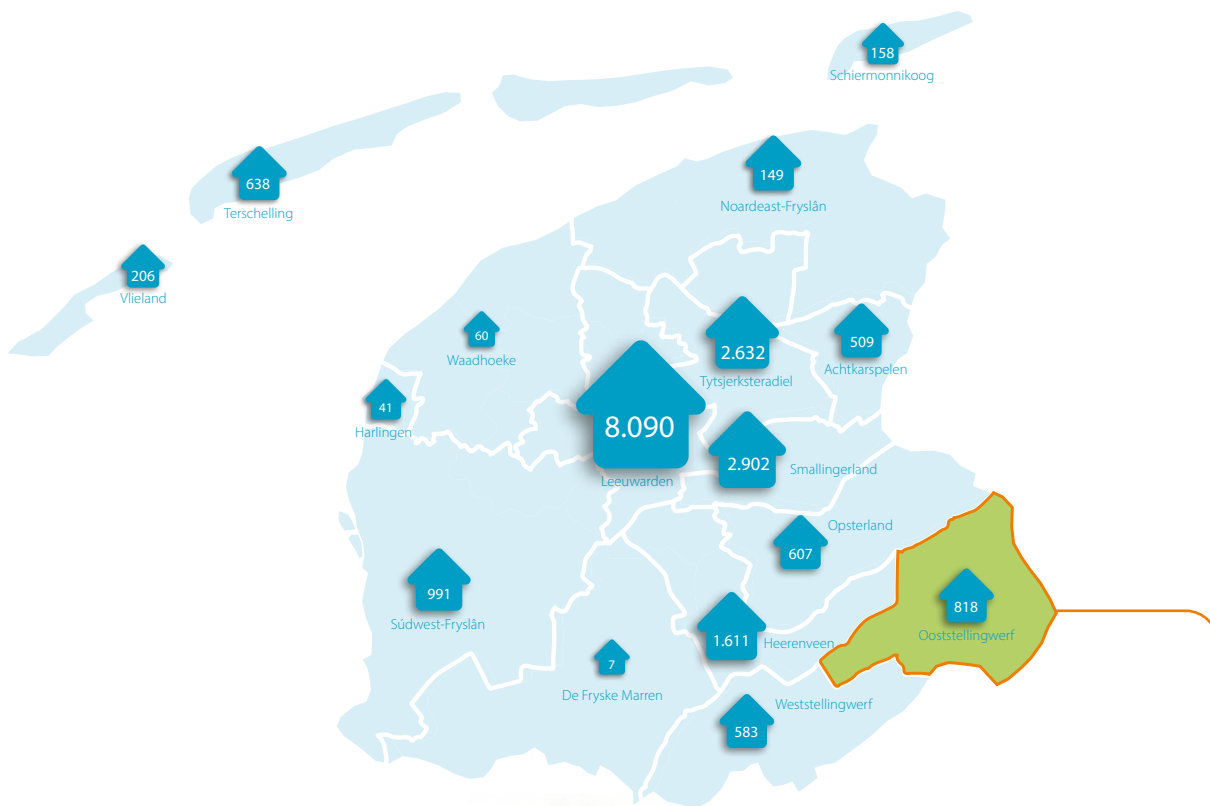 158
Schiermonnikoog
149
Noardeast-Fryslân
638
Terschelling
206
Vlieland
60
Waadhoeke
2.632
Tytsjerksteradiel
509
Achtkarspelen
41
Harlingen
8.090
Leeuwarden
2.902
Smallingerland
Opsterland
607
991
Súdwest-Fryslân
818
Ooststellingwerf
1.611
Heerenveen
7
De Fryske Marren
Weststellingwerf
583